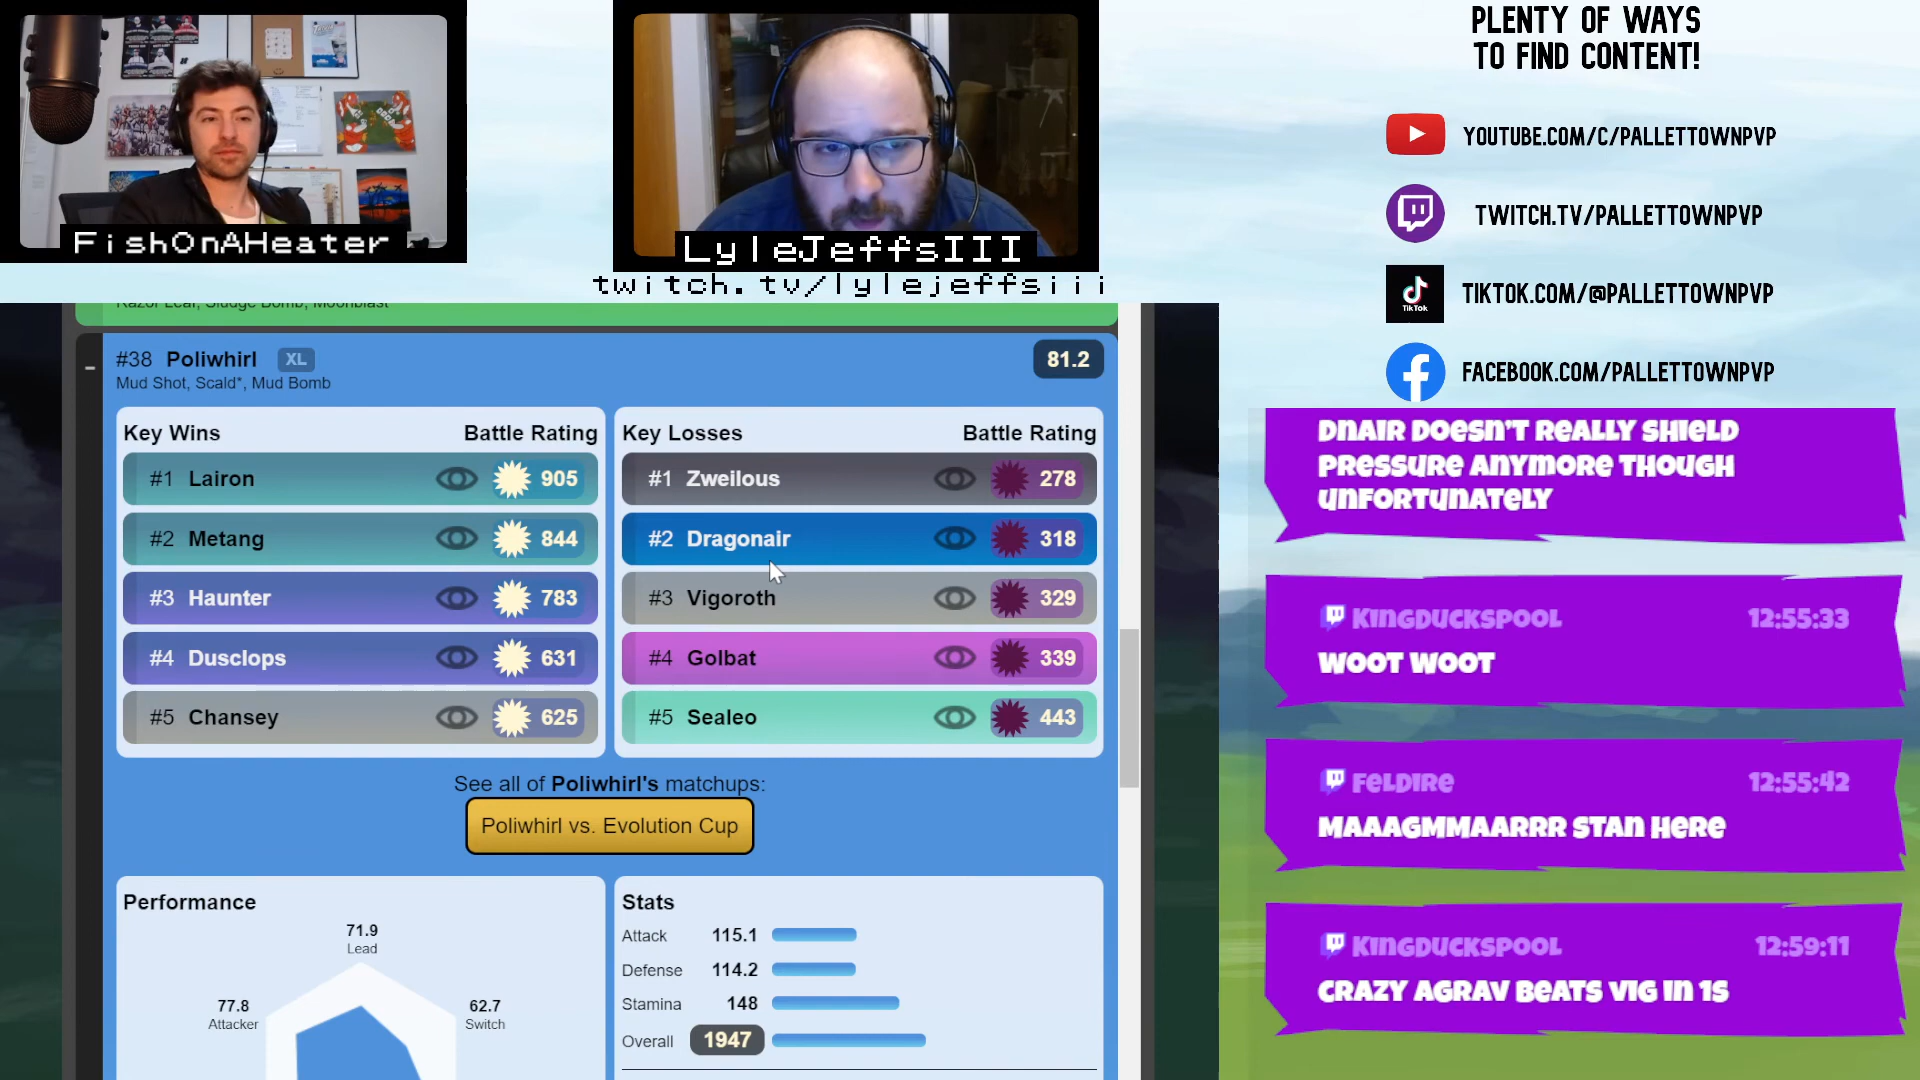 PLENTY OF WAYS
TO FIND CONTENT!
YOUTUBE.COM/C/PALLETTOWNPVP
TWITCH.TV/PALLETTOWNPVP
TikTok
TIKTOK.COM/@PALLETTOWNPVP
FACEBOOK.COM/PALLETTOWNPVP
FishOnAHeater
LyleJeffsIII
twitch.tv/lylejeffsiii
Razor Leaf, Sludge Bomb, Moonblast
#38 Poliwhirl XL 81.2
Mud Shot, Scald*, Mud Bomb
Key Wins Battle Rating
#1 Lairon 905
#2 Metang 844
#3 Haunter 783
#4 Dusclops 631
#5 Chansey 625
Key Losses Battle Rating
#1 Zweilous 278
#2 Dragonair 318
#3 Vigoroth 329
#4 Golbat 339
#5 Sealeo 443
See all of Poliwhirl's matchups:
Poliwhirl vs. Evolution Cup
Performance
71.9
Lead
77.8
Attacker
62.7
Switch
Stats
Attack 115.1
Defense 114.2
Stamina 148
Overall 1947
DNAIR DOESN'T REALLY SHIELD
PRESSURE ANYMORE THOUGH
UNFORTUNATELY
KINGDUCKSPOOL 12:55:33
WOOT WOOT
FELDIRE 12:55:42
MAAAGMMAARRR STAN HERE
KINGDUCKSPOOL 12:59:11
CRAZY AGRAV BEATS VIG IN 1S